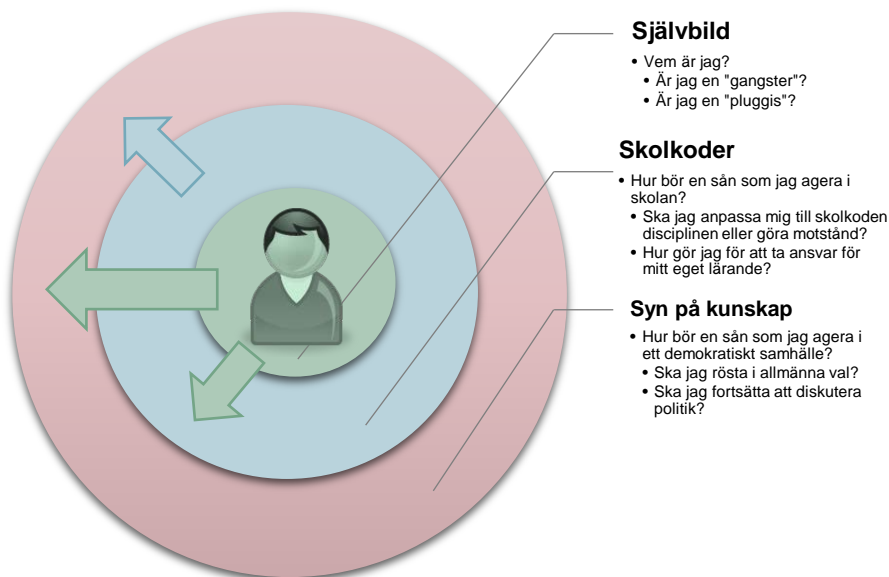 Självbild
• Vem är jag?
• Är jag en "gangster"?
• Är jag en "pluggis"?
Skolkoder
• Hur bör en sån som jag agera i
skolan?
• Ska jag anpassa mig till skolkoden
disciplinen eller göra motstånd?
• Hur gör jag för att ta ansvar för
mitt eget lärande?
Syn på kunskap
• Hur bör en sån som jag agera i
ett demokratiskt samhälle?
• Ska jag rösta i allmänna val?
• Ska jag fortsätta att diskutera
politik?